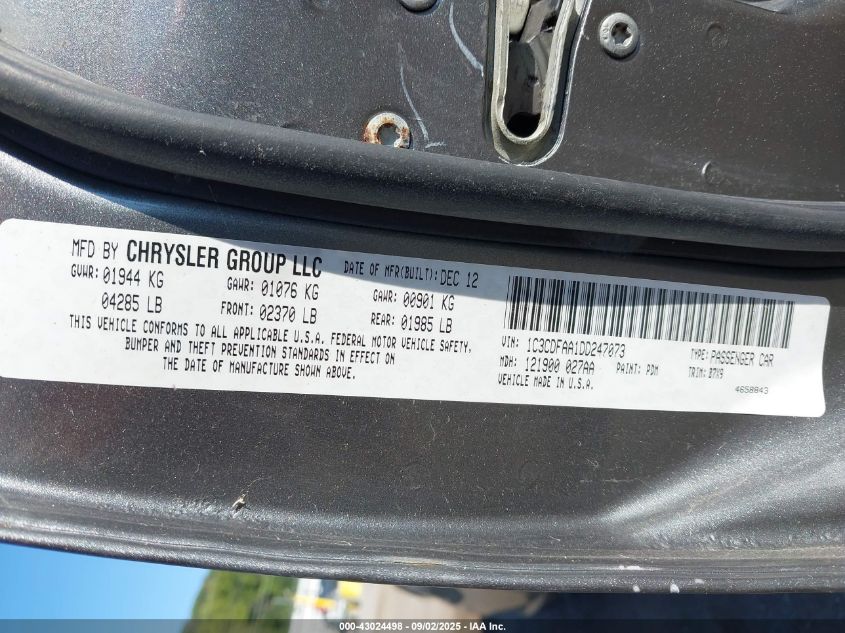 MFD BY CHRYSLER GROUP LLC DATE OF MFR(BUILT): DEC 12
GVWR: 01944 KG GAWR: 01076 KG GAWR: 00901 KG
04285 LB FRONT: 02370 LB REAR: 01985 LB
THIS VEHICLE CONFORMS TO ALL APPLICABLE U.S.A. FEDERAL MOTOR VEHICLE SAFETY,
BUMPER AND THEFT PREVENTION STANDARDS IN EFFECT ON
THE DATE OF MANUFACTURE SHOWN ABOVE.
VIN: 1C3CDFAA1DD247073 TYPE: PASSENGER CAR
MDH: 121900 027AA PAINT: PDM TRIM: B7X9
VEHICLE MADE IN U.S.A. 4658843
000-43024498 - 09/02/2025 - IAA, Inc.